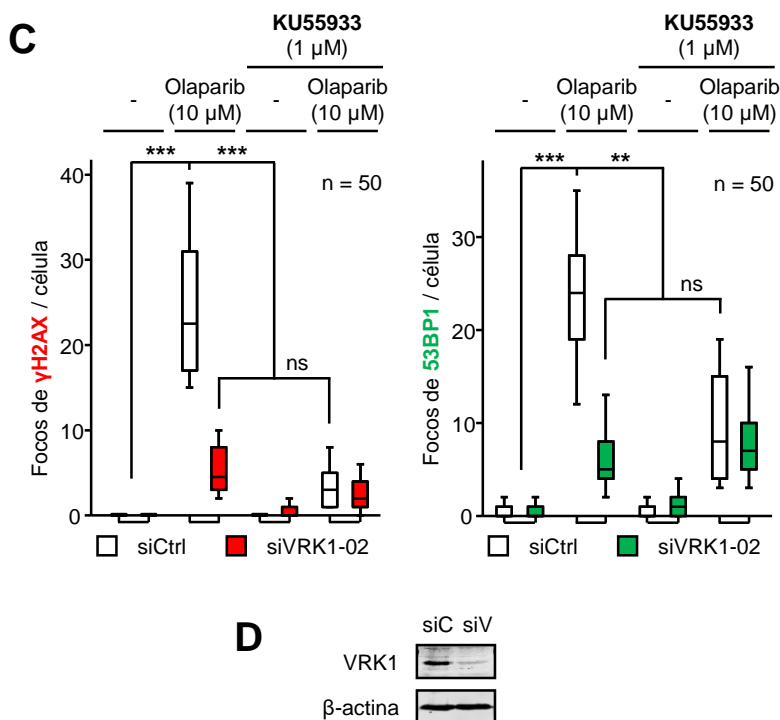 C
KU55933
(1 µM)
- Olaparib - Olaparib
(10 µM) (10 µM)
*** ***
n = 50
40
30
20
10
0
ns
Focos de γH2AX / célula
siCtrl siVRK1-02
KU55933
(1 µM)
- Olaparib - Olaparib
(10 µM) (10 µM)
*** **
n = 50
30
20
10
0
ns
Focos de 53BP1 / célula
siCtrl siVRK1-02
D
siC siV
VRK1
β-actina